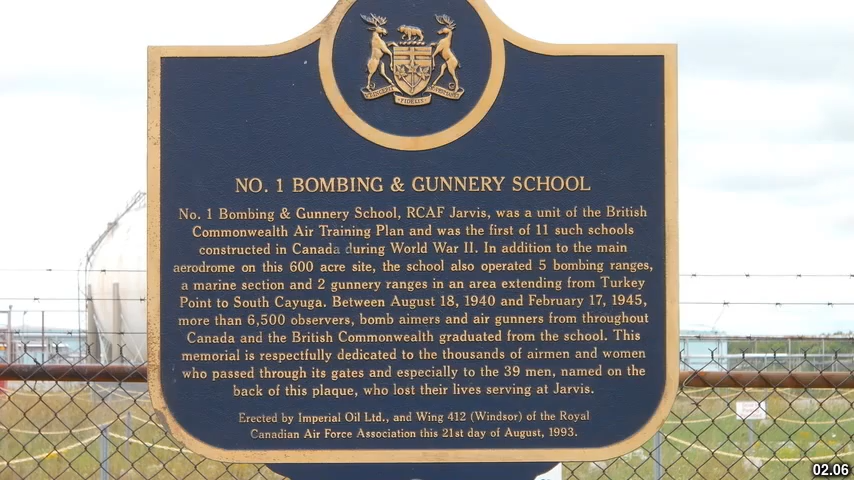 FIDELIS
NO. 1 BOMBING & GUNNERY SCHOOL
No. 1 Bombing & Gunnery School, RCAF Jarvis, was a unit of the British
Commonwealth Air Training Plan and was the first of 11 such schools
constructed in Canada during World War II. In addition to the main
aerodrome on this 600 acre site, the school also operated 5 bombing ranges,
a marine section and 2 gunnery ranges in an area extending from Turkey
Point to South Cayuga. Between August 18, 1940 and February 17, 1945,
more than 6,500 observers, bomb aimers and air gunners from throughout
Canada and the British Commonwealth graduated from the school. This
memorial is respectfully dedicated to the thousands of airmen and women
who passed through its gates and especially to the 39 men, named on the
back of this plaque, who lost their lives serving at Jarvis.
Erected by Imperial Oil Ltd., and Wing 412 (Windsor) of the Royal
Canadian Air Force Association this 21st day of August, 1993.
02.06